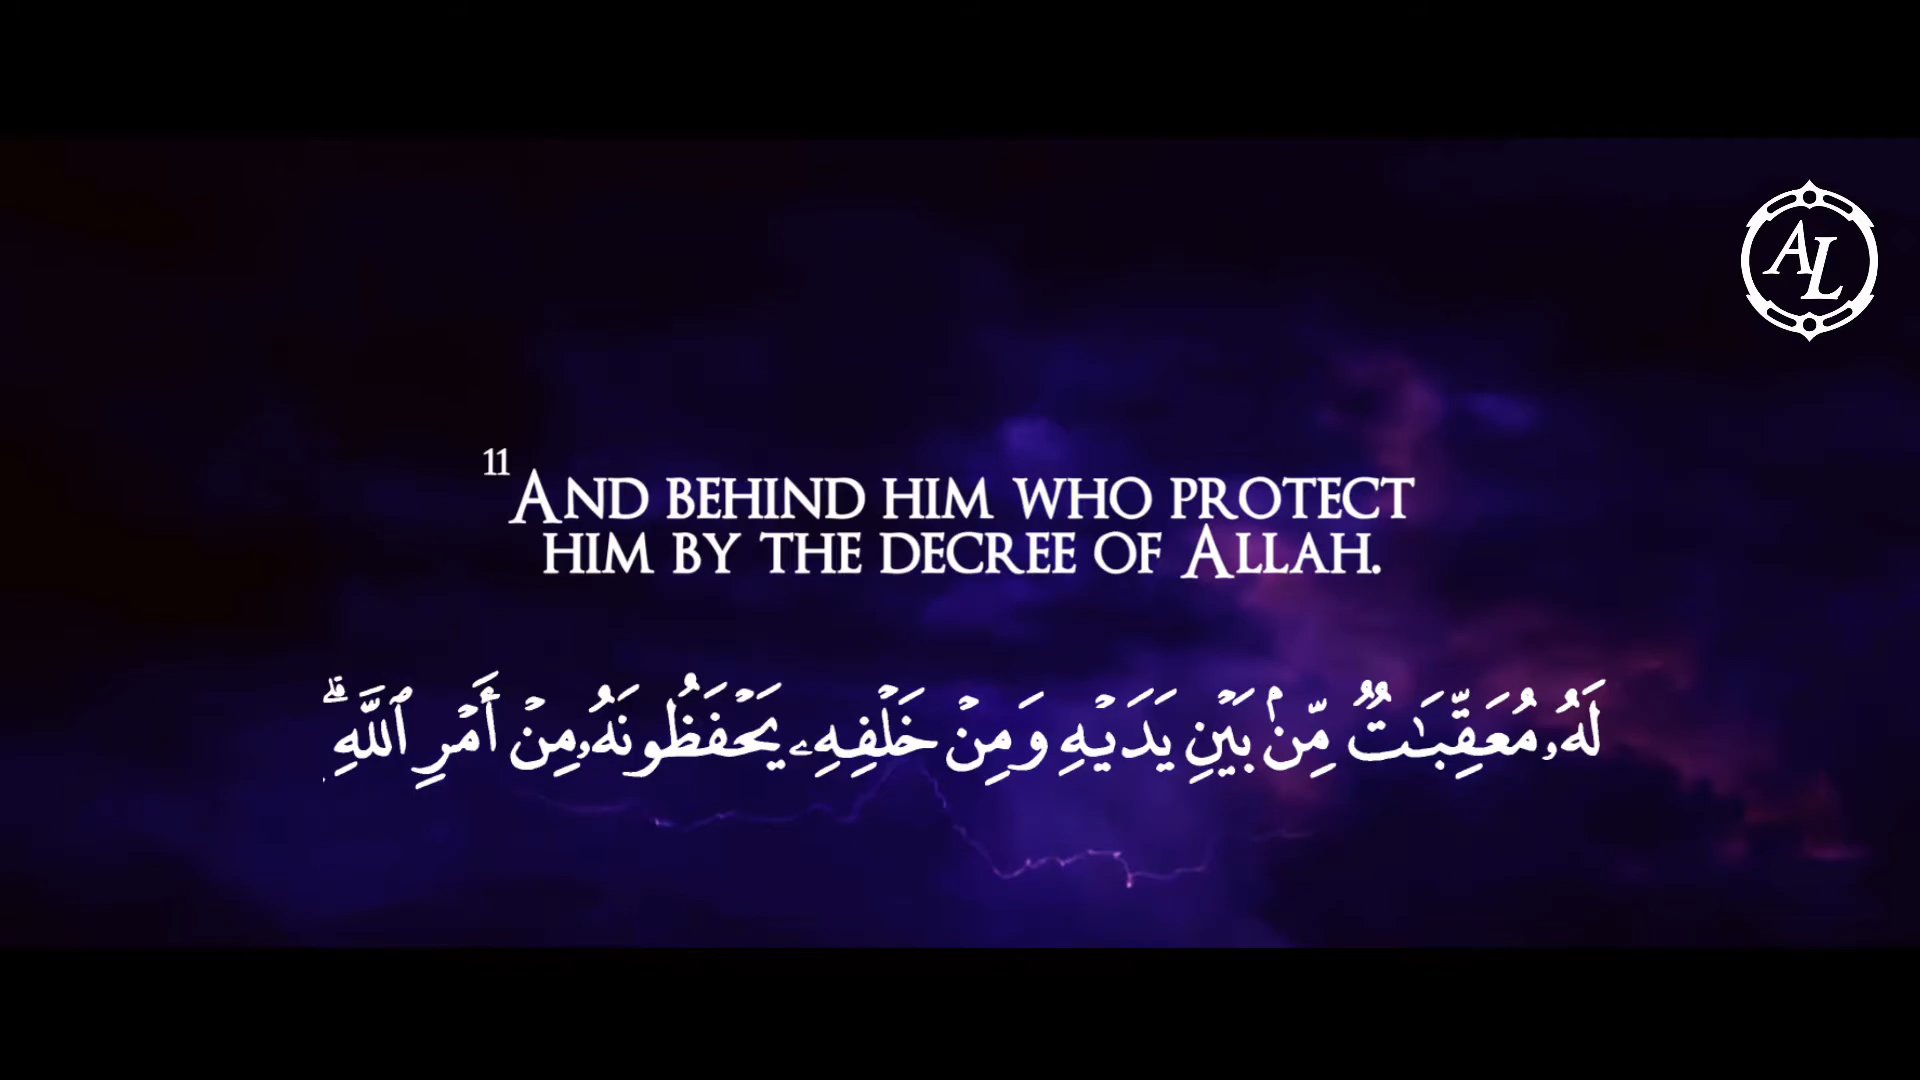 AL
11 And behind him who protect
him by the decree of Allah.
لَهُۥ مُعَقِّبَـٰتٌ مِّنۢ بَيْنِ يَدَيْهِ وَمِنْ خَلْفِهِۦ يَحْفَظُونَهُۥ مِنْ أَمْرِ ٱللَّهِ ۗ